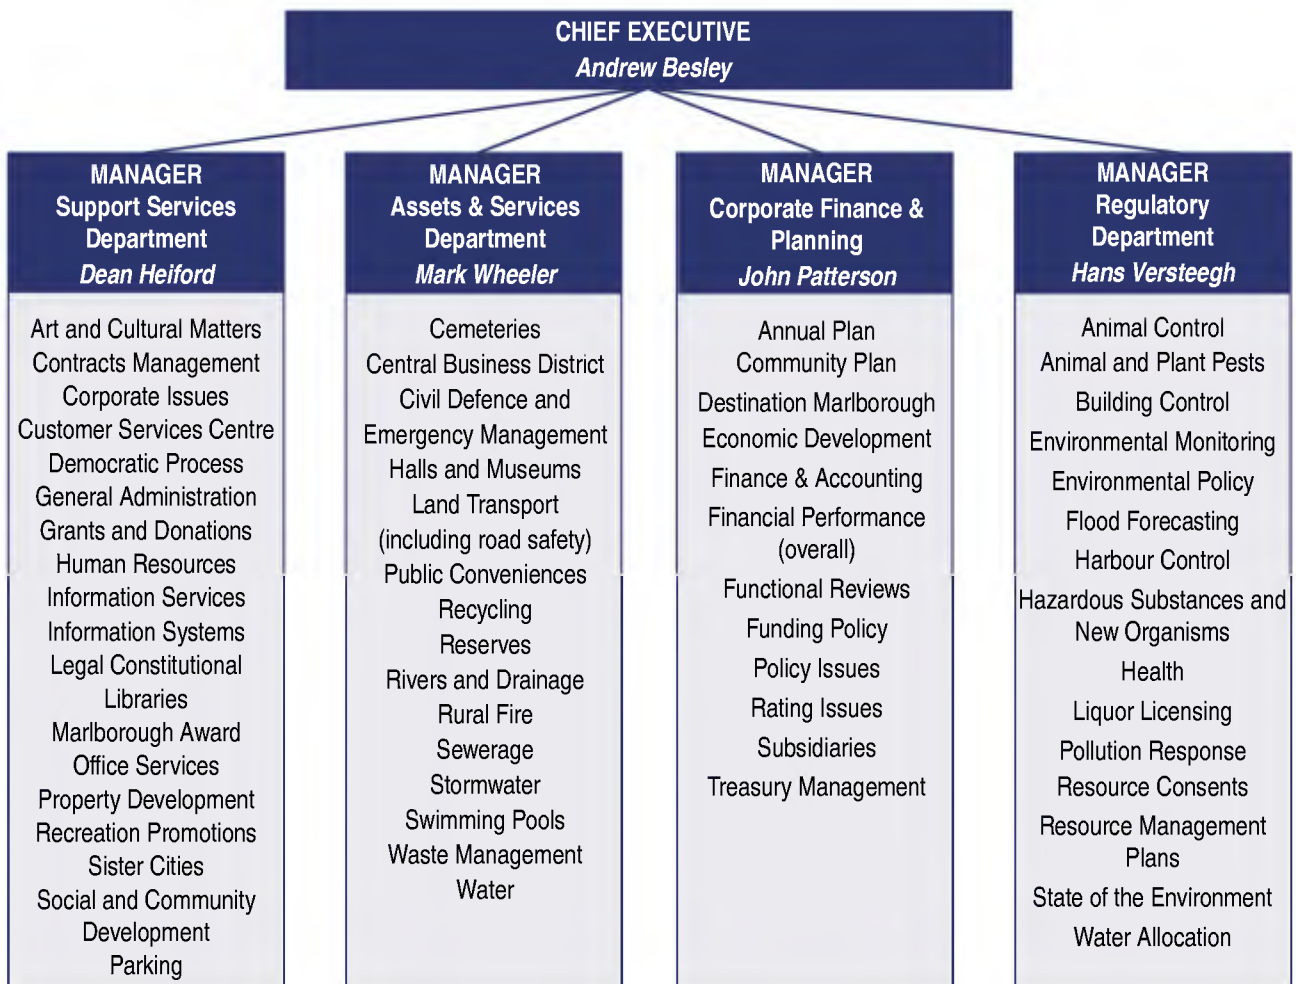 CHIEF EXECUTIVE
Andrew Besley
MANAGER
Support Services
Department
Dean Heiford
Art and Cultural Matters
Contracts Management
Corporate Issues
Customer Services Centre
Democratic Process
General Administration
Grants and Donations
Human Resources
Information Services
Information Systems
Legal Constitutional
Libraries
Marlborough Award
Office Services
Property Development
Recreation Promotions
Sister Cities
Social and Community
Development
Parking
MANAGER
Assets & Services
Department
Mark Wheeler
Cemeteries
Central Business District
Civil Defence and
Emergency Management
Halls and Museums
Land Transport
(including road safety)
Public Conveniences
Recycling
Reserves
Rivers and Drainage
Rural Fire
Sewerage
Stormwater
Swimming Pools
Waste Management
Water
MANAGER
Corporate Finance &
Planning
John Patterson
Annual Plan
Community Plan
Destination Marlborough
Economic Development
Finance & Accounting
Financial Performance
(overall)
Functional Reviews
Funding Policy
Policy Issues
Rating Issues
Subsidiaries
Treasury Management
MANAGER
Regulatory
Department
Hans Versteegh
Animal Control
Animal and Plant Pests
Building Control
Environmental Monitoring
Environmental Policy
Flood Forecasting
Harbour Control
Hazardous Substances and
New Organisms
Health
Liquor Licensing
Pollution Response
Resource Consents
Resource Management
Plans
State of the Environment
Water Allocation